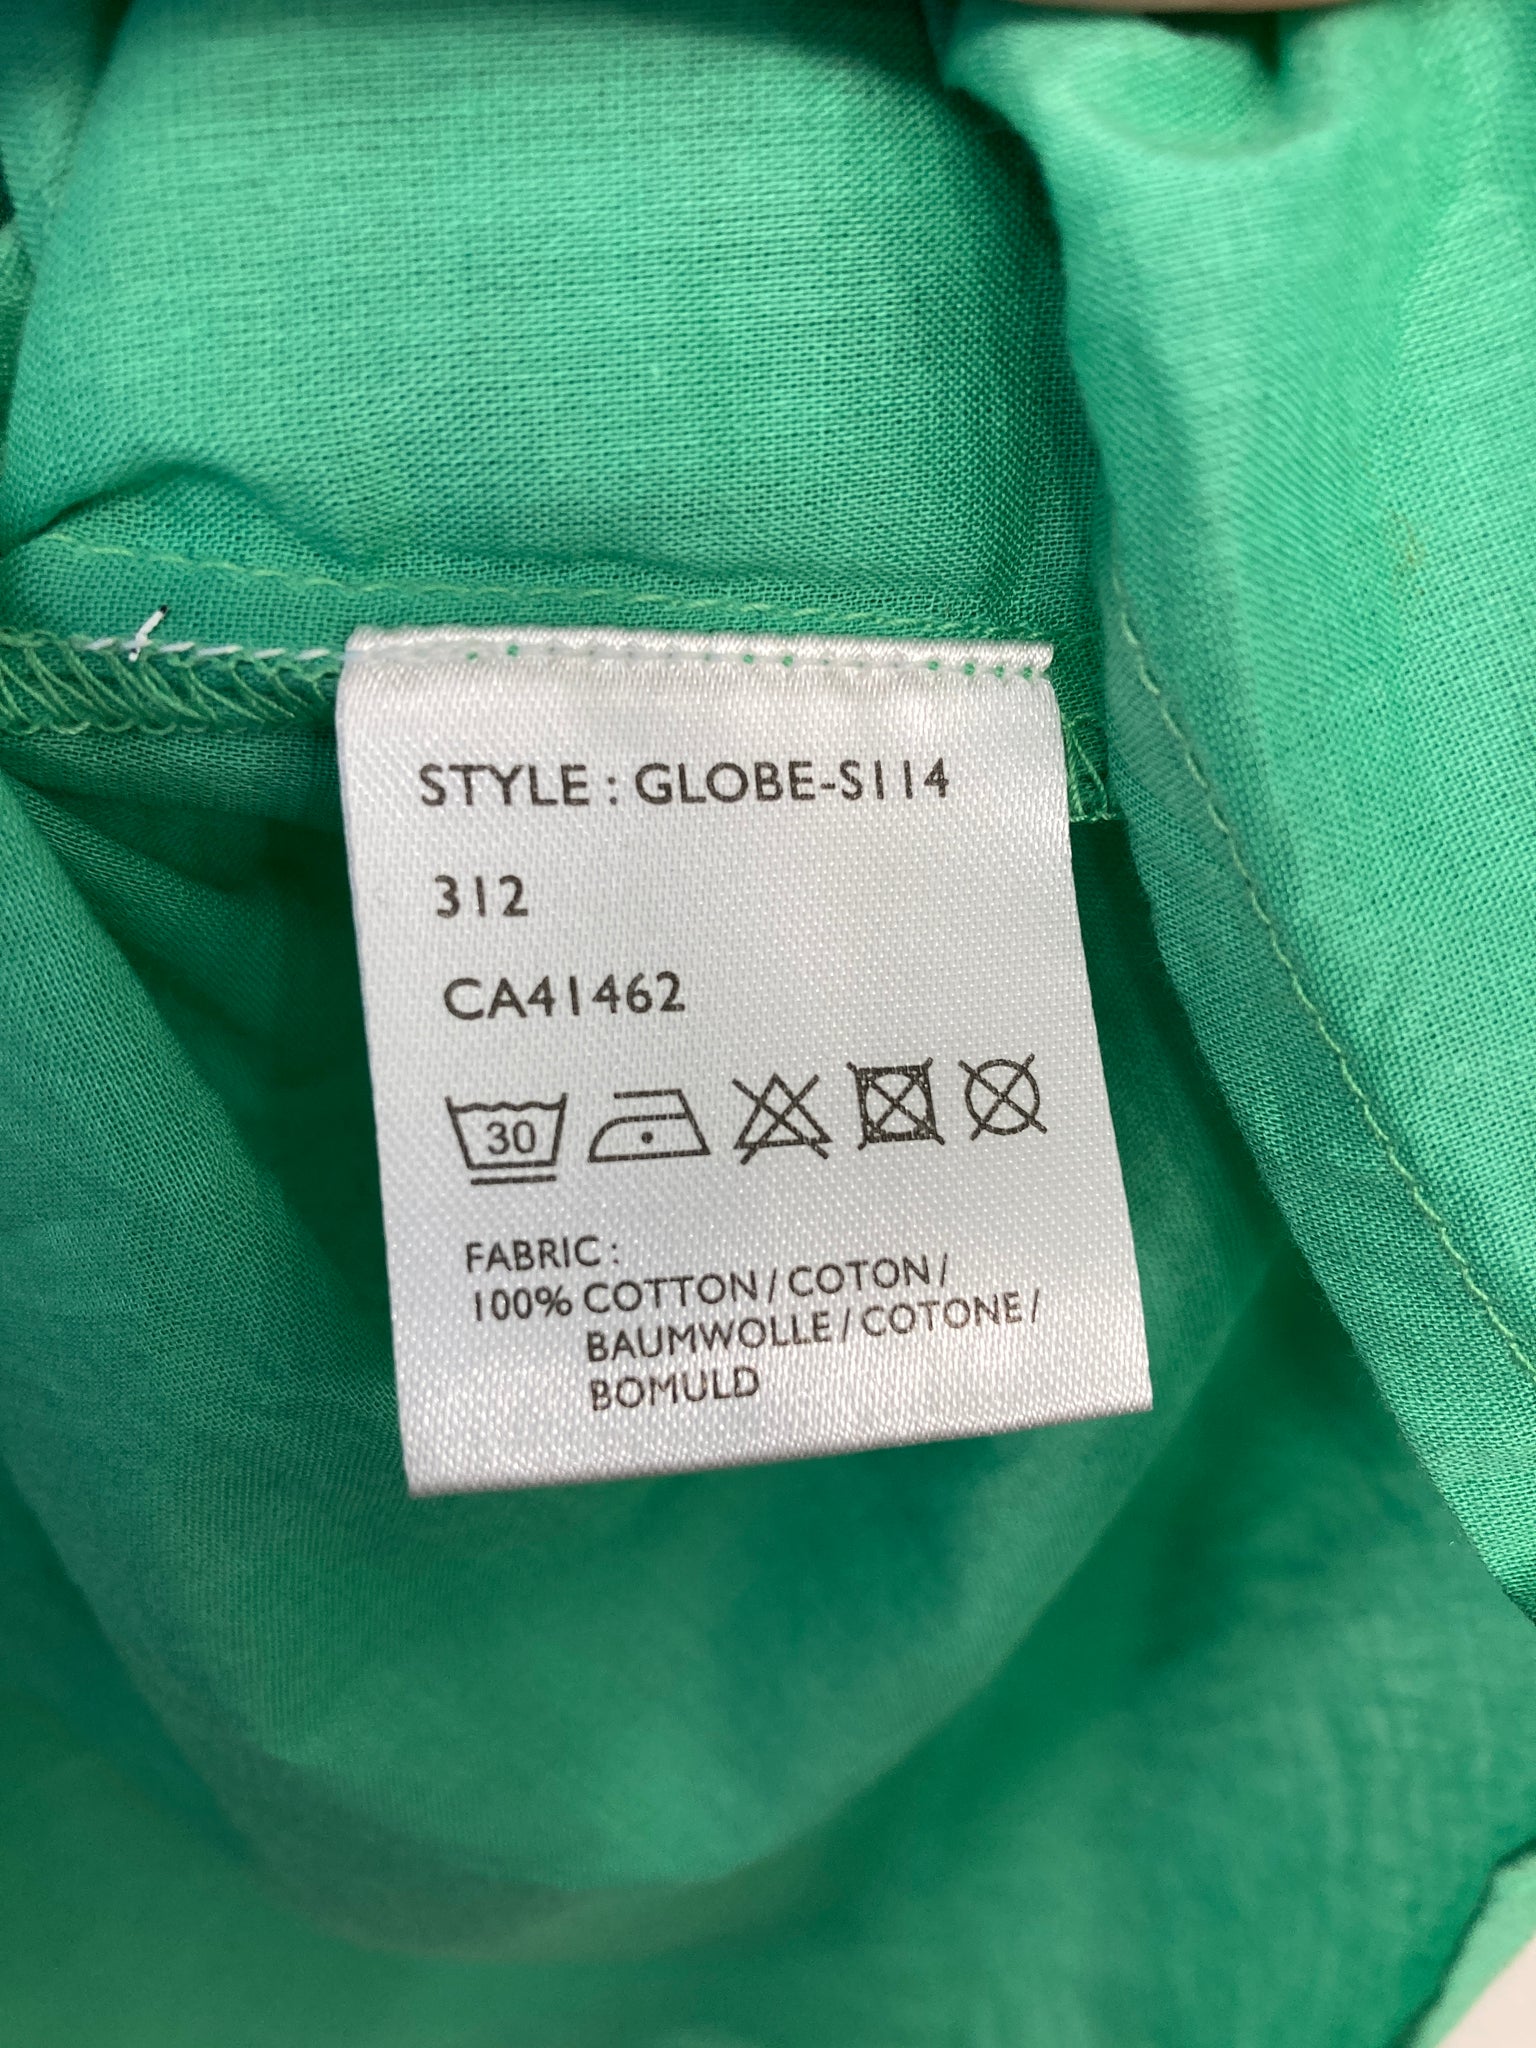 STYLE : GLOBE-S114
312
CA41462
30
FABRIC :
100% COTTON / COTON /
BAUMWOLLE / COTONE /
BOMULD